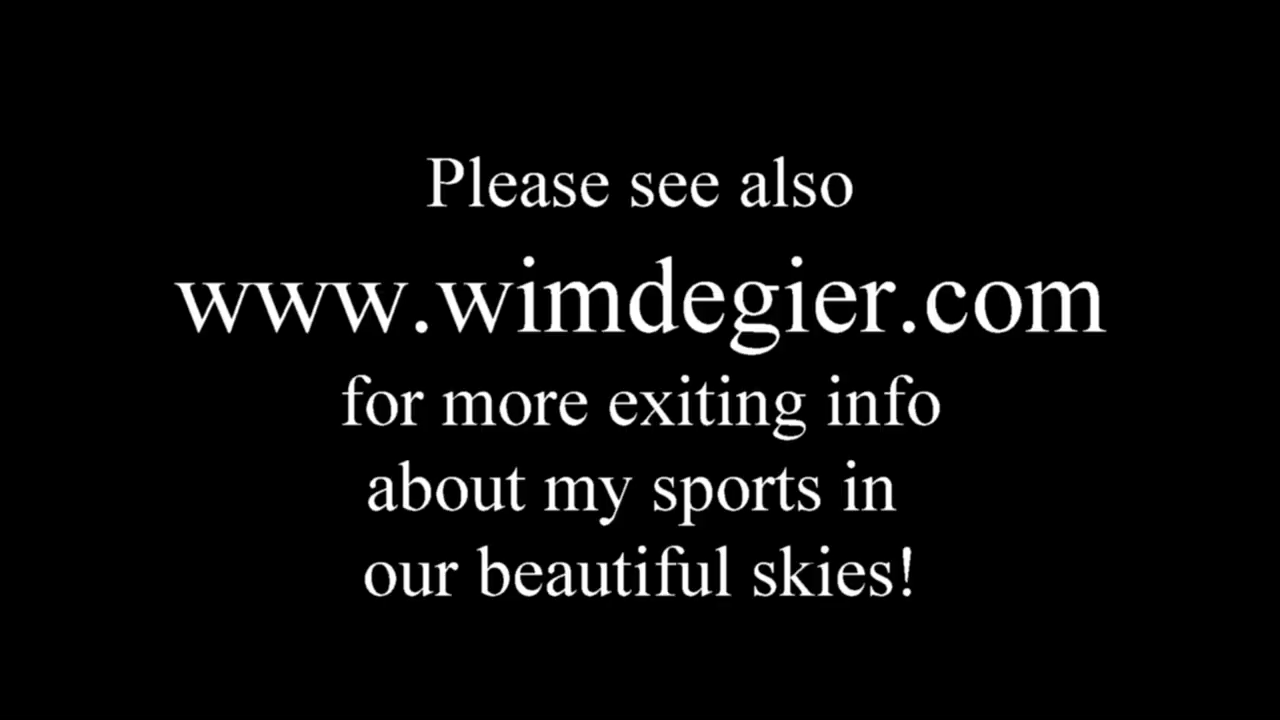 Please see also
www.wimdegier.com
for more exiting info
about my sports in
our beautiful skies!